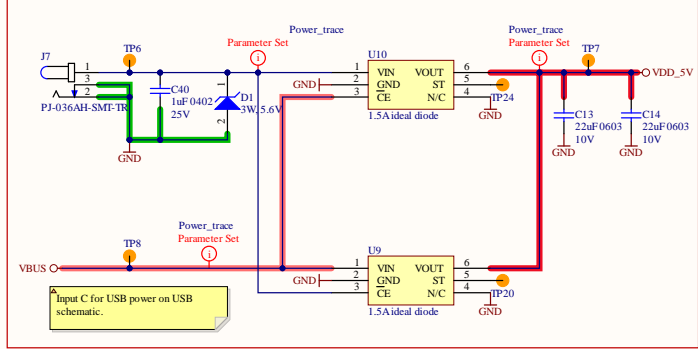 Power_trace
Power_trace
J7
TP6
Parameter Set
i
U10
Parameter Set
i
TP7
1
3
2
PJ-036AH-SMT-TR
C40
1uF 0402
25V
1
D1
3W, 5.6V
2
GND
1
GND 2
3
VIN
GND
CE
VOUT
ST
N/C
6
5
4
TP24
GND
1.5A ideal diode
VDD_5V
C13
22uF 0603
10V
GND
C14
22uF 0603
10V
GND
Power_trace
Parameter Set
i
TP8
VBUS
U9
1
GND 2
3
VIN
GND
CE
VOUT
ST
N/C
6
5
4
TP20
GND
1.5A ideal diode
Input C for USB power on USB
schematic.